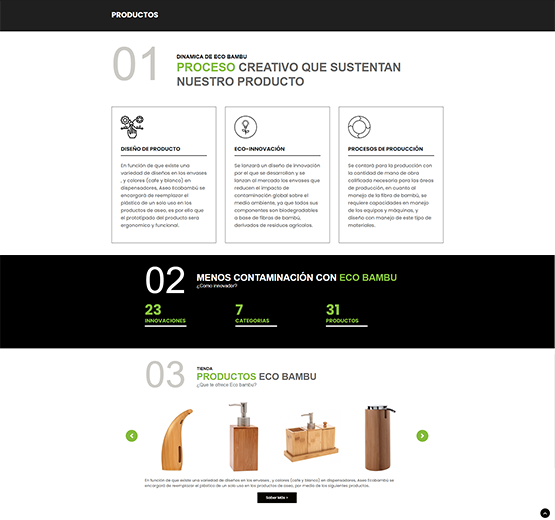 PRODUCTOS
01
DINAMICA DE ECO BAMBU
PROCESO CREATIVO QUE SUSTENTAN
NUESTRO PRODUCTO
DISEÑO DE PRODUCTO
En función de que existe una
variedad de diseños en los envases
, y colores (cafe y blanco) en
dispensadores, Aseo Ecobambú se
encargará de reemplazar el
plástico de un solo uso en los
productos de aseo, es por ello que
el prototipado del producto sera
ergonomico y funcional.
ECO-INNOVACIÓN
Se lanzará un diseño de innovación
por el que se desarrollan y se
lanzan al mercado los envases que
reducen el impacto de
contaminación global sobre el
medio ambiente, ya que todos sus
componentes son biodegradables
a base de fibras de bambú,
derivados de residuos agrícolas.
PROCESOS DE PRODUCCIÓN
Se contará para la producción con
la cantidad de mano de obra
calificada necesaria para las áreas
de producción, en cuanto al
manejo de la fibra de bambú, se
requiere capacidades en manejo
de los equipos y máquinas, y
diseño con manejo de este tipo de
materiales.
02
MENOS CONTAMINACIÓN CON ECO BAMBU
¿Como innovador?
23
INNOVACIONES
7
CATEGORIAS
31
PRODUCTOS
03
TIENDA
PRODUCTOS ECO BAMBU
¿Que te ofrece Eco bambu?
En función de que existe una variedad de diseños en los envases , y colores (cafe y blanco) en dispensadores, Aseo Ecobambú se
encargará de reemplazar el plástico de un solo uso en los productos de aseo, por medio de los siguientes productos.